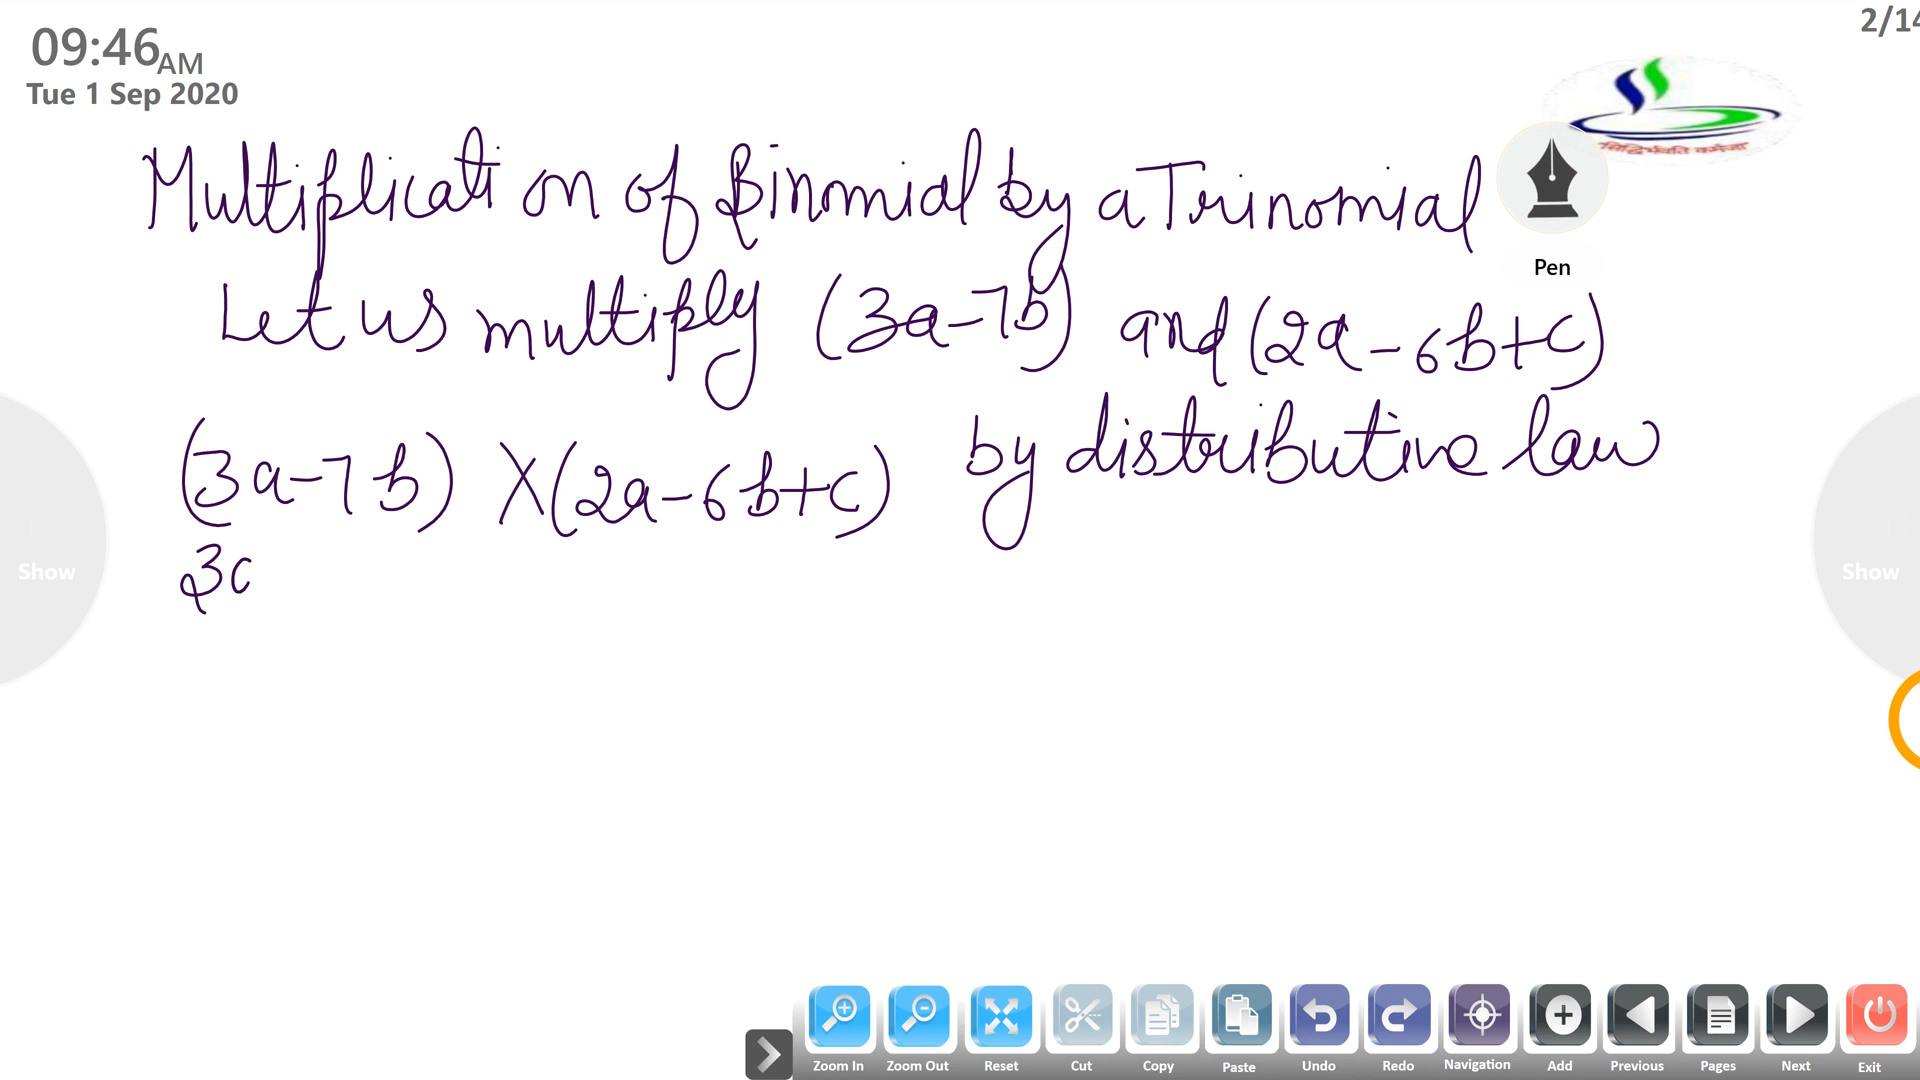 09:46 AM
2/14
Tue 1 Sep 2020
Multiplication of Binomial by a Trinomial
Pen
Let us multiply (3a-7b) and (2a-6b+c)
(3a-7b) X (2a-6b+c) by distributive law
3c
Show
Show
Zoom In Zoom Out Reset Cut Copy Paste Undo Redo Navigation Add Previous Pages Next Exit